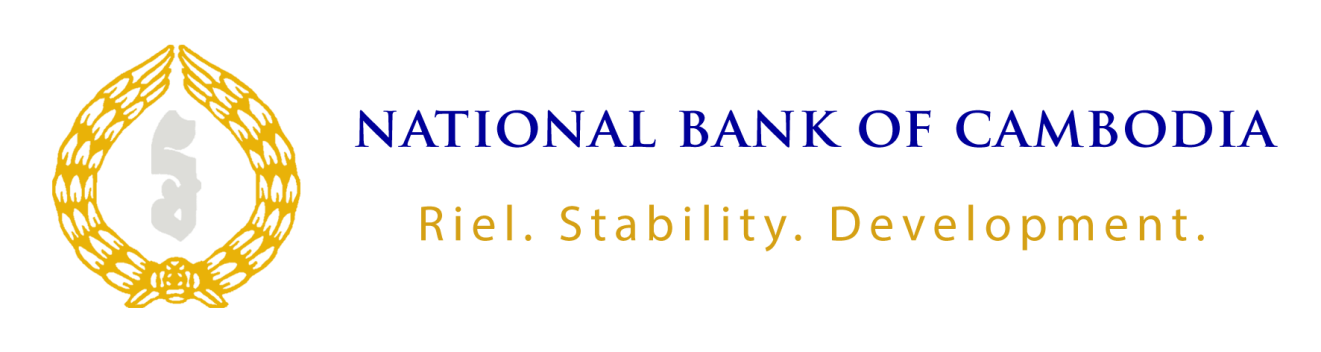 NATIONAL BANK OF CAMBODIA
Riel. Stability. Development.